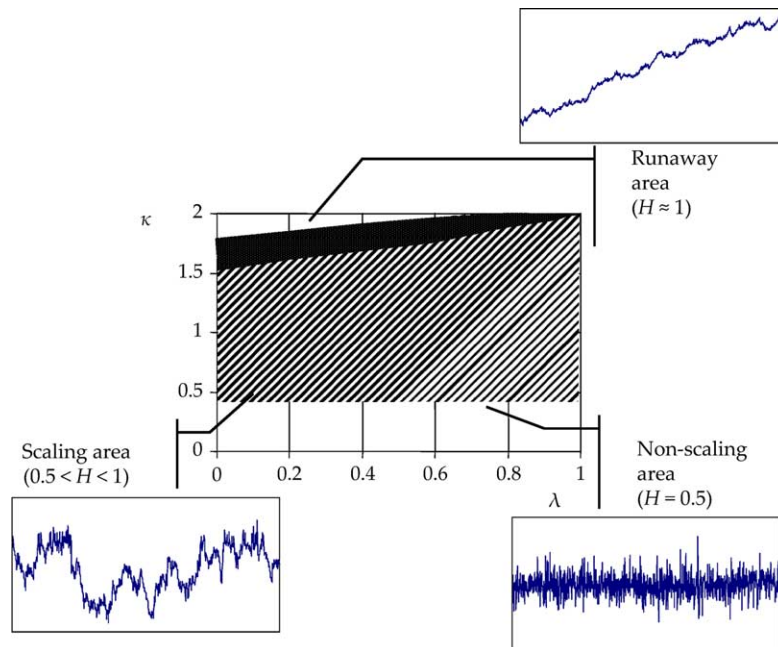 Runaway
area
(H ≈ 1)
κ
2
1.5
1
0.5
0
0
0.2
0.4
0.6
0.8
1
λ
Scaling area
(0.5 < H < 1)
Non-scaling
area
(H = 0.5)